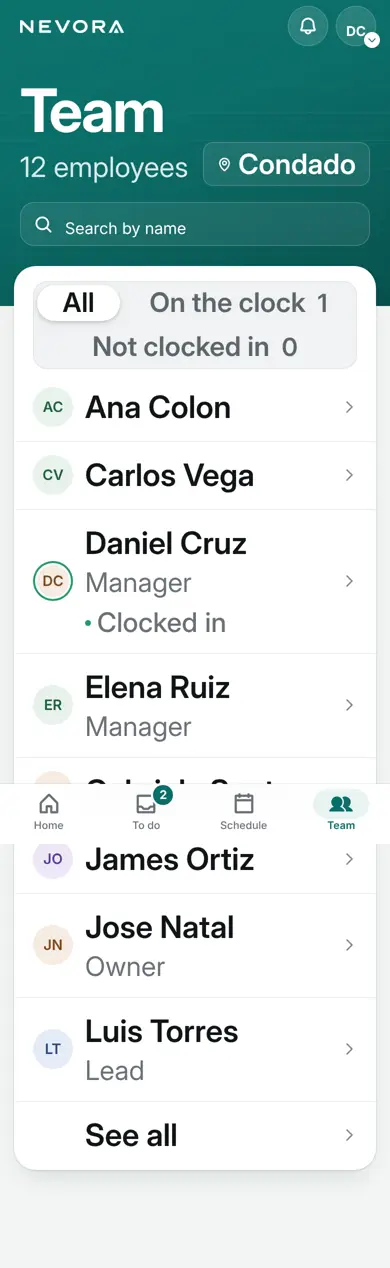 NEVORA
DC
Team
12 employees
Condado
Search by name
All
On the clock 1
Not clocked in 0
AC
Ana Colon
CV
Carlos Vega
Daniel Cruz
DC
Manager
Clocked in
Elena Ruiz
ER
Manager
2
Home
To do
Schedule
Team
JO
James Ortiz
Jose Natal
JN
Owner
Luis Torres
LT
Lead
See all